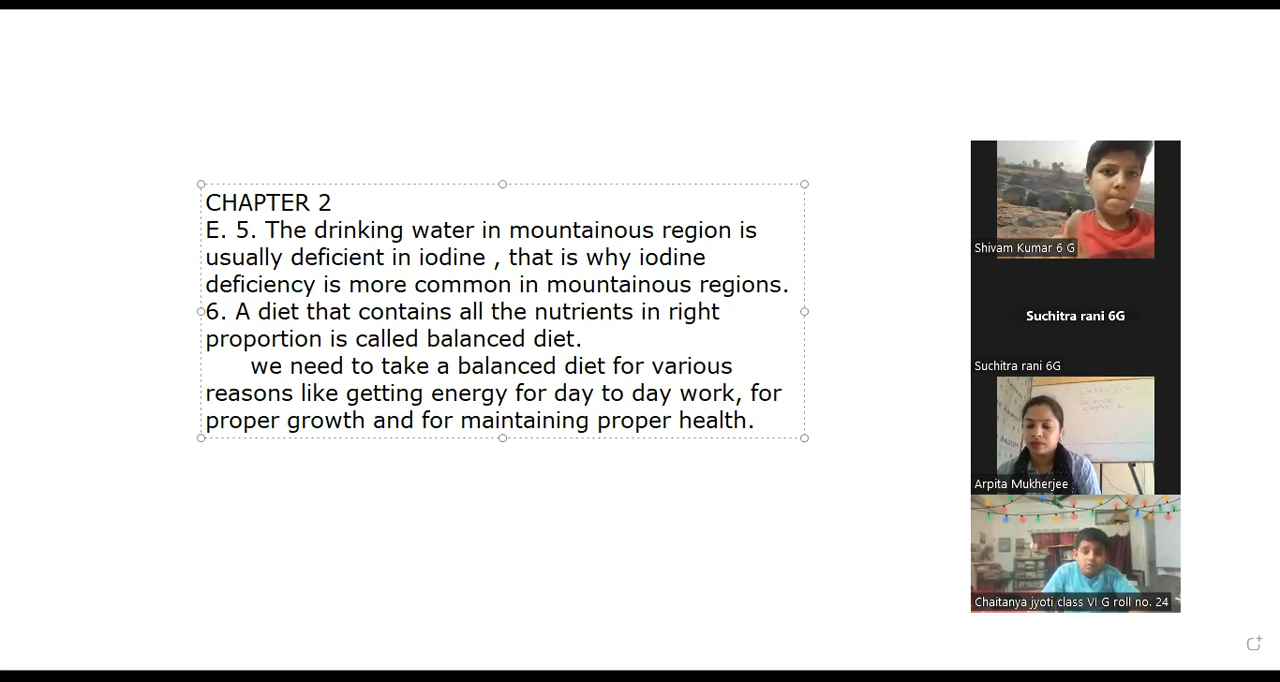 CHAPTER 2
E. 5. The drinking water in mountainous region is
usually deficient in iodine , that is why iodine
deficiency is more common in mountainous regions.
6. A diet that contains all the nutrients in right
proportion is called balanced diet.
we need to take a balanced diet for various
reasons like getting energy for day to day work, for
proper growth and for maintaining proper health.
Shivam Kumar 6 G
Suchitra rani 6G
Suchitra rani 6G
Arpita Mukherjee
Chaitanya jyoti class VI G roll no. 24